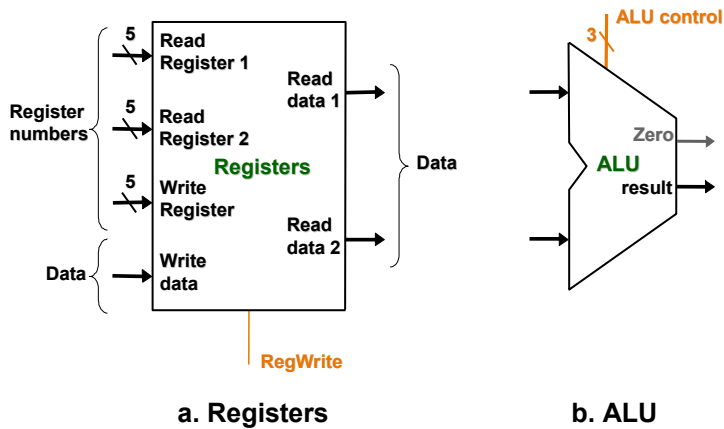 5
Read
Register 1
5
Read
Register 2
5
Write
Register
Write
data
Register
numbers
Data
Registers
Read
data 1
Read
data 2
Data
RegWrite
a. Registers
ALU control
3
Zero
ALU
result
b. ALU